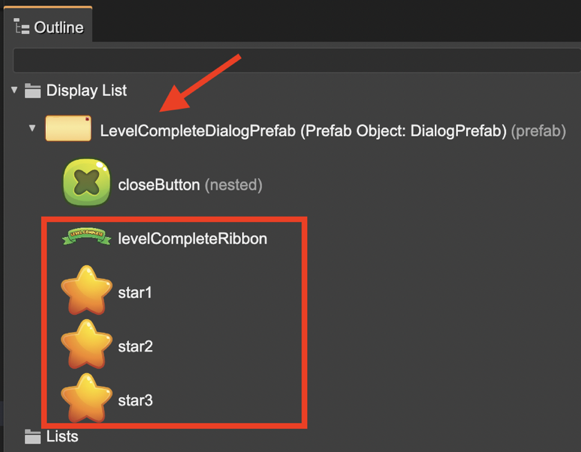 Outline
Display List
LevelCompleteDialogPrefab (Prefab Object: DialogPrefab) (prefab)
closeButton (nested)
levelCompleteRibbon
star1
star2
star3
Lists